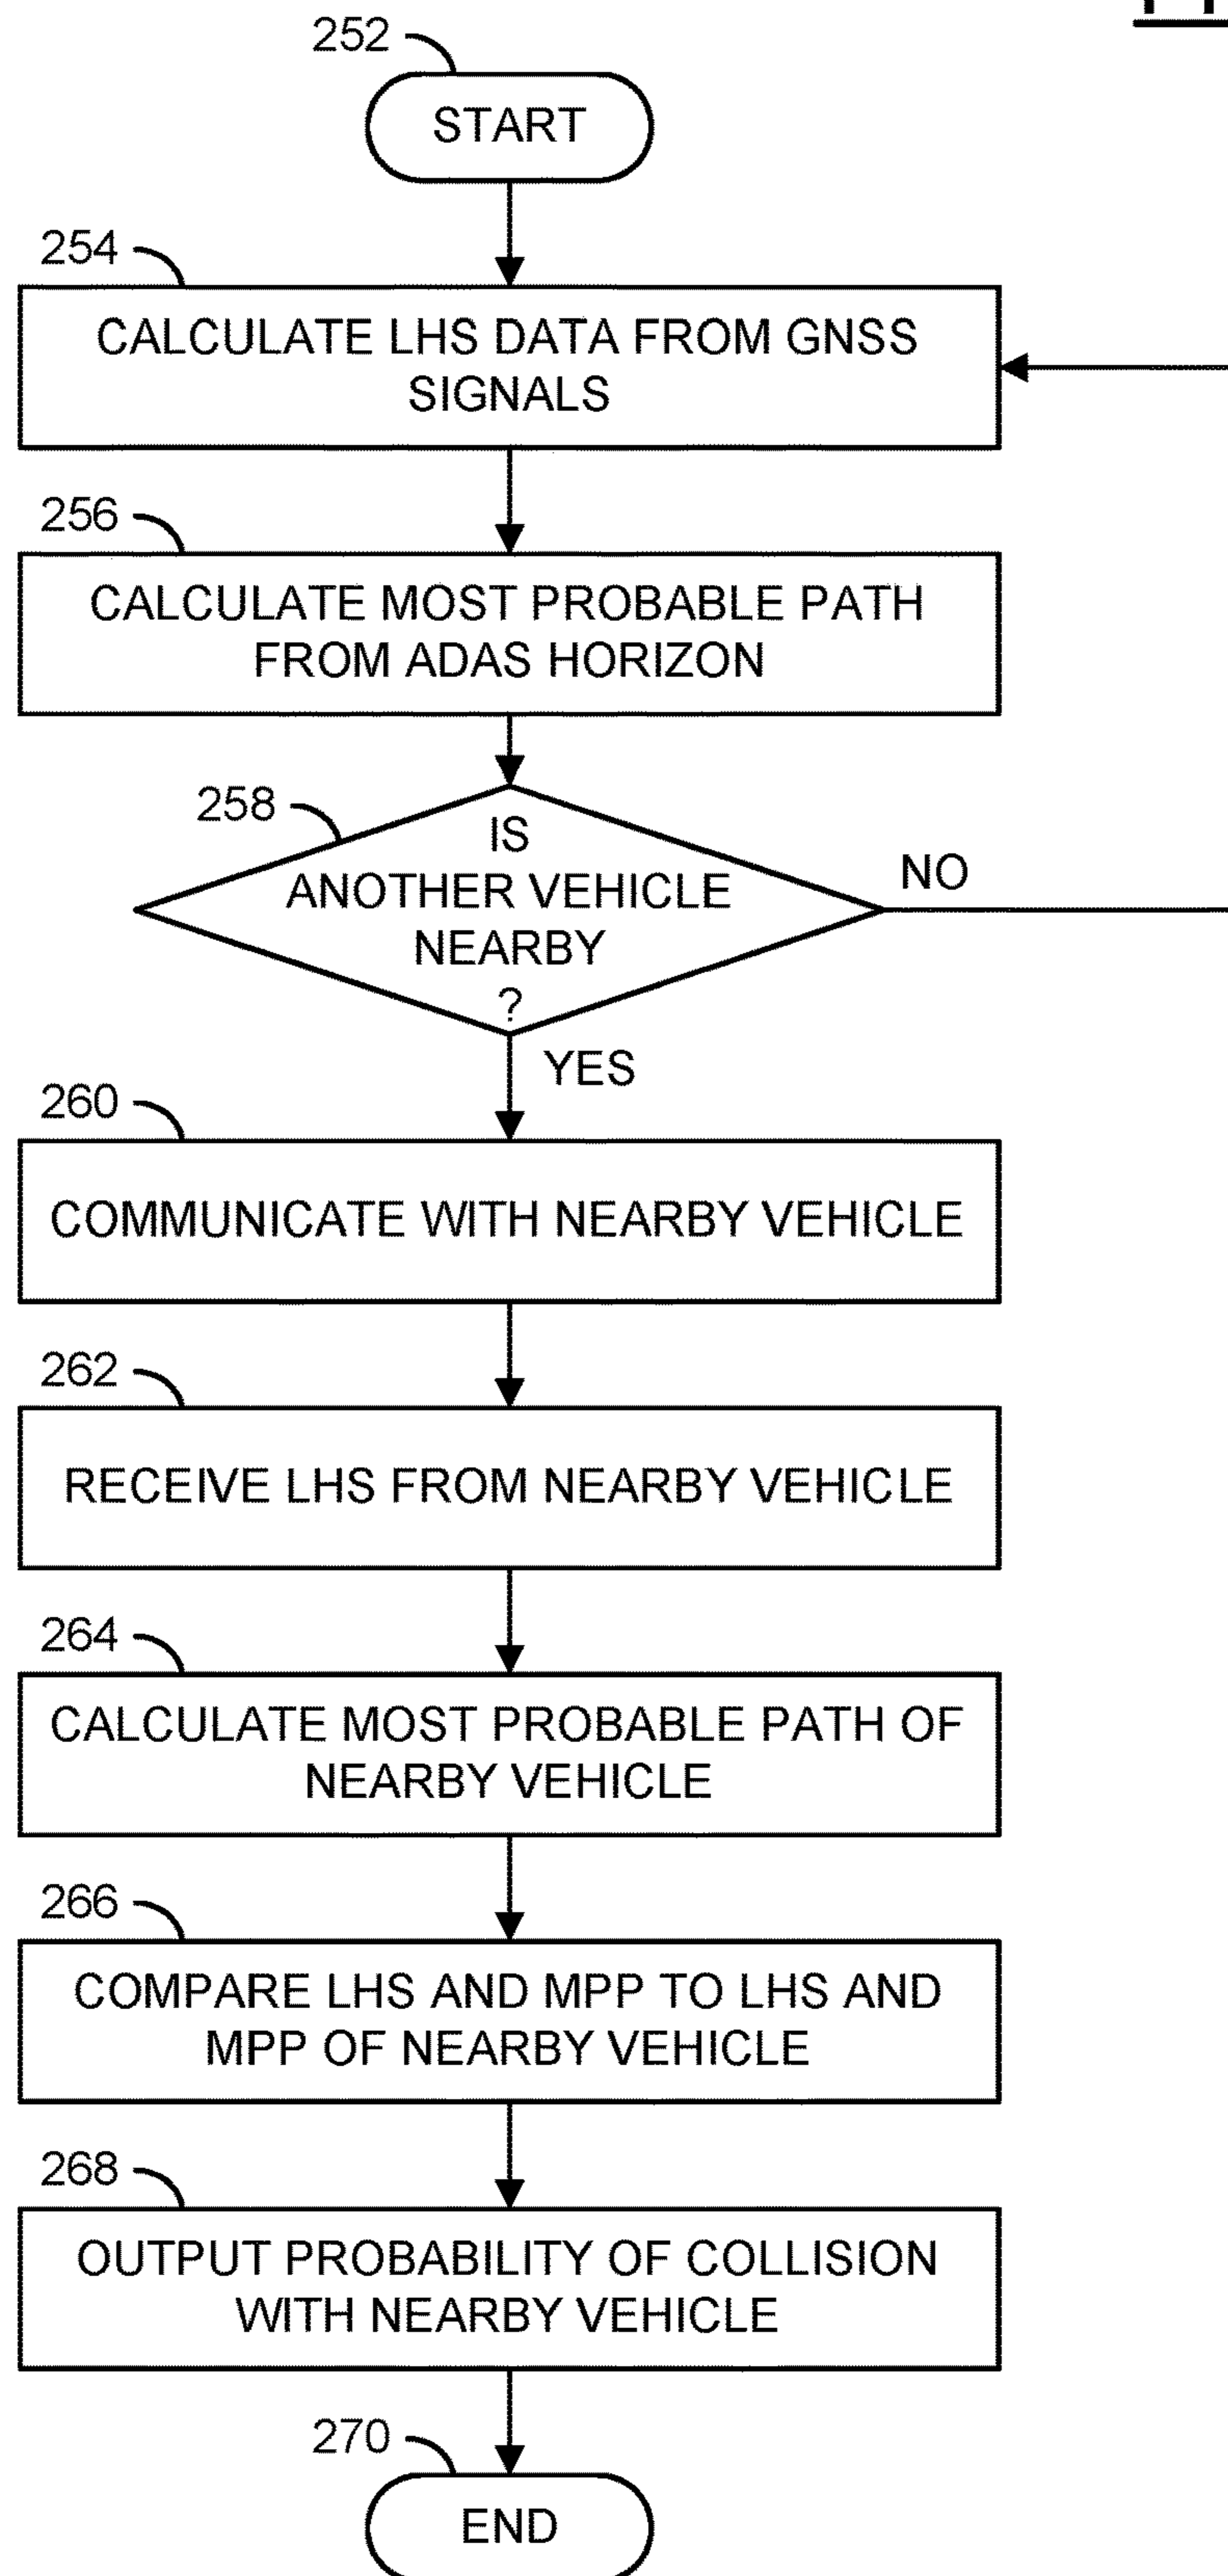 252
START
254
CALCULATE LHS DATA FROM GNSS
SIGNALS
256
CALCULATE MOST PROBABLE PATH
FROM ADAS HORIZON
258
IS
ANOTHER VEHICLE
NEARBY
?
NO
YES
260
COMMUNICATE WITH NEARBY VEHICLE
262
RECEIVE LHS FROM NEARBY VEHICLE
264
CALCULATE MOST PROBABLE PATH OF
NEARBY VEHICLE
266
COMPARE LHS AND MPP TO LHS AND
MPP OF NEARBY VEHICLE
268
OUTPUT PROBABILITY OF COLLISION
WITH NEARBY VEHICLE
270
END